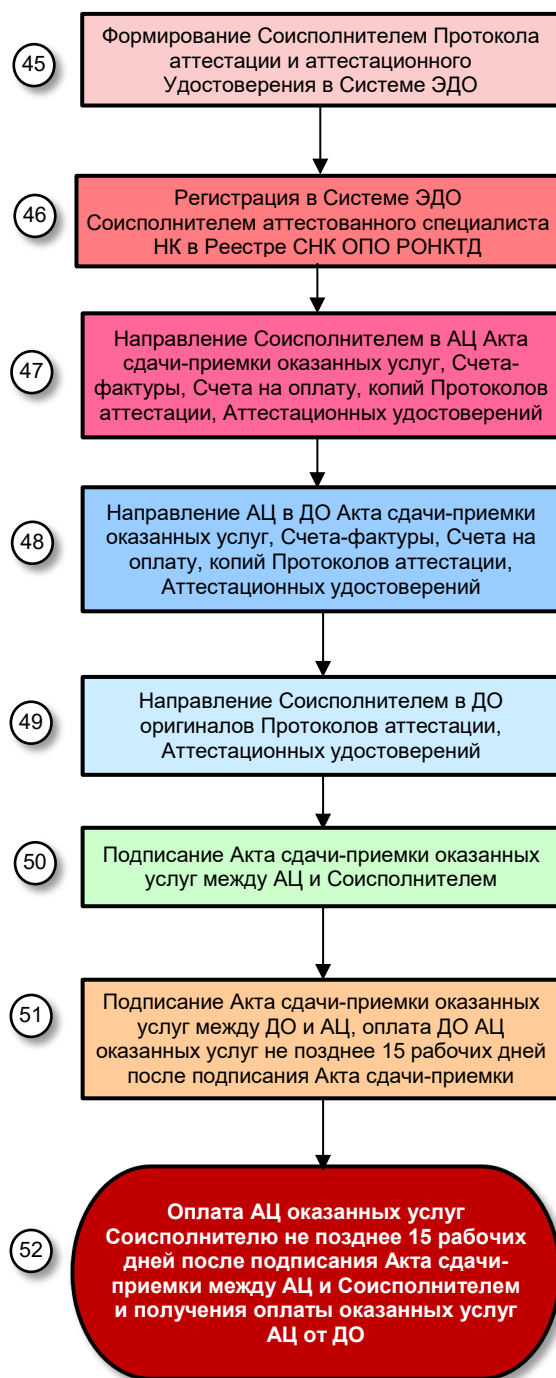 45
Формирование Соисполнителем Протокола
аттестации и аттестационного
Удостоверения в Системе ЭДО
46
Регистрация в Системе ЭДО
Соисполнителем аттестованного специалиста
НК в Реестре СНК ОПО РОНКТД
47
Направление Соисполнителем в АЦ Акта
сдачи-приемки оказанных услуг, Счета-
фактуры, Счета на оплату, копий Протоколов
аттестации, Аттестационных удостоверений
48
Направление АЦ в ДО Акта сдачи-приемки
оказанных услуг, Счета-фактуры, Счета на
оплату, копий Протоколов аттестации,
Аттестационных удостоверений
49
Направление Соисполнителем в ДО
оригиналов Протоколов аттестации,
Аттестационных удостоверений
50
Подписание Акта сдачи-приемки оказанных
услуг между АЦ и Соисполнителем
51
Подписание Акта сдачи-приемки оказанных
услуг между ДО и АЦ, оплата ДО АЦ
оказанных услуг не позднее 15 рабочих дней
после подписания Акта сдачи-приемки
52
Оплата АЦ оказанных услуг
Соисполнителю не позднее 15 рабочих
дней после подписания Акта сдачи-
приемки между АЦ и Соисполнителем
и получения оплаты оказанных услуг
АЦ от ДО